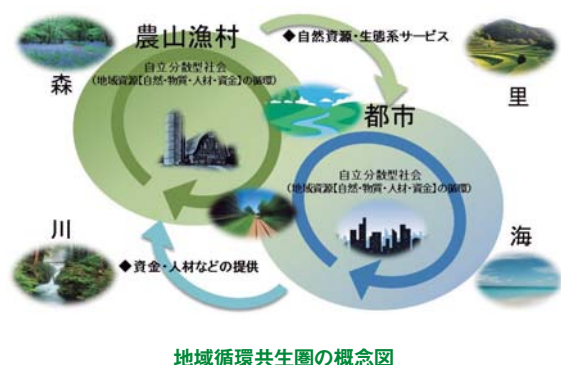 農山漁村
◆自然資源・生態系サービス
自立分散型社会
(地域資源【自然・物質・人材・資金】の循環)
森
里
都市
自立分散型社会
(地域資源【自然・物質・人材・資金】の循環)
川
海
◆資金・人材などの提供
地域循環共生圏の概念図